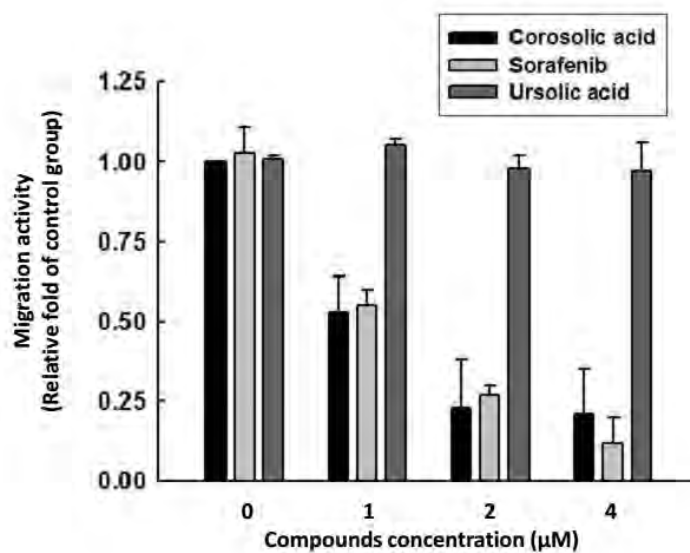 Corosolic acid
Sorafenib
Ursolic acid
Migration activity
(Relative fold of control group)
1.25
1.00
0.75
0.50
0.25
0.00
0 1 2 4
Compounds concentration (μM)